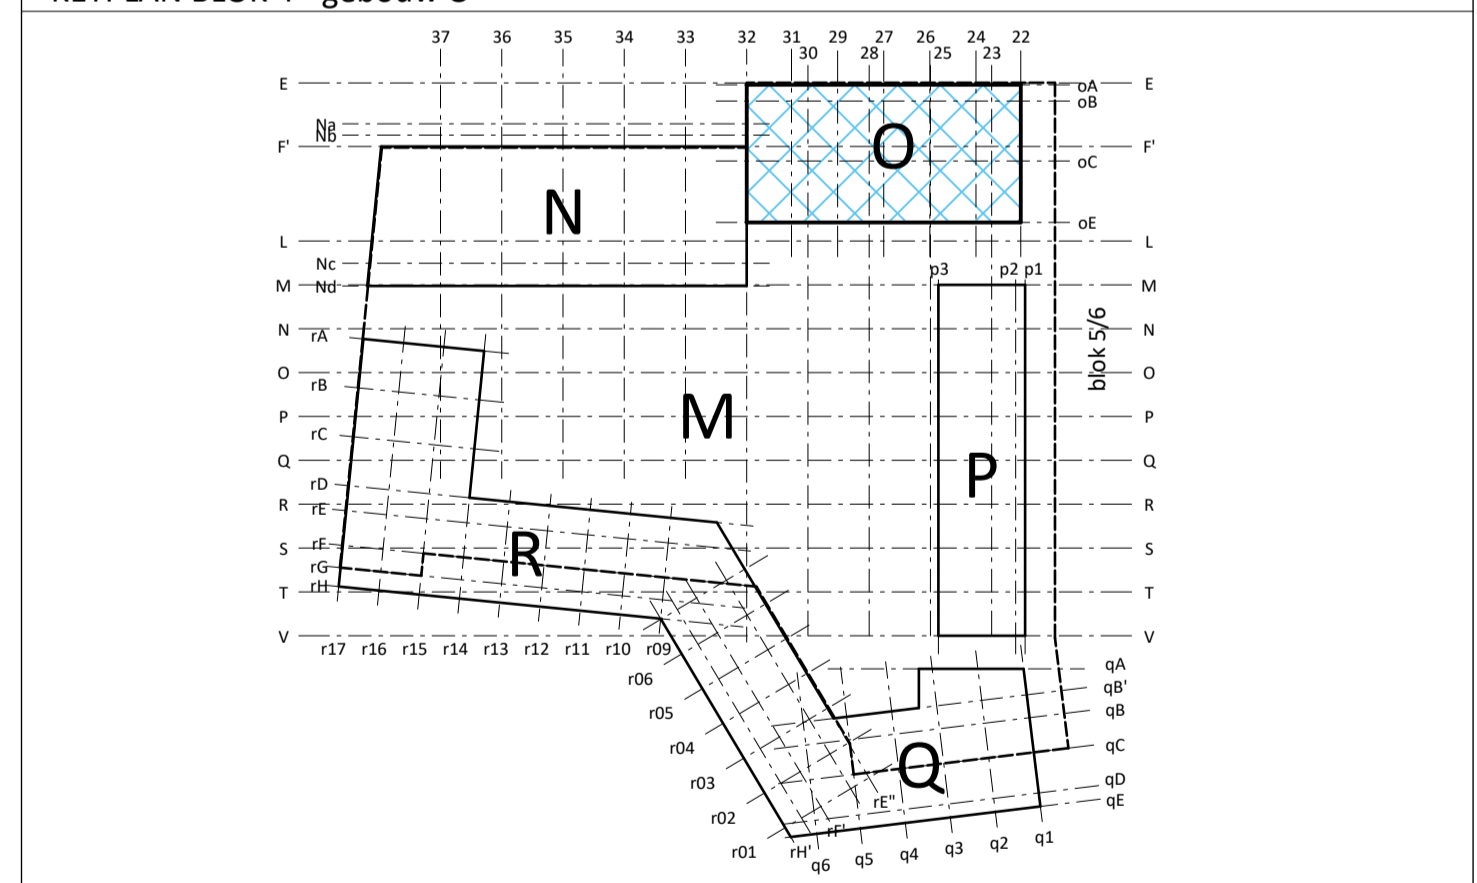 37 36 35 34 33 32 31 29 27 26 24 22
30 28 25 23
E oA E
oB
Na
Nb
F' O F'
oC
N
oE
L L
Nc
p3 p2 p1
M Nd M
N N
rA
blok 5/6
O O
rB
P M P
rC
Q Q
P
rD
R R
rE
rF
S R S
rG
rH
T T
V V
r17 r16 r15 r14 r13 r12 r11 r10 r09
qA
r06
qB'
r05 qB
r04 qC
Q
r03 qD
rE" qE
r02
rF'
r01 rH' q6 q5 q4 q3 q2 q1